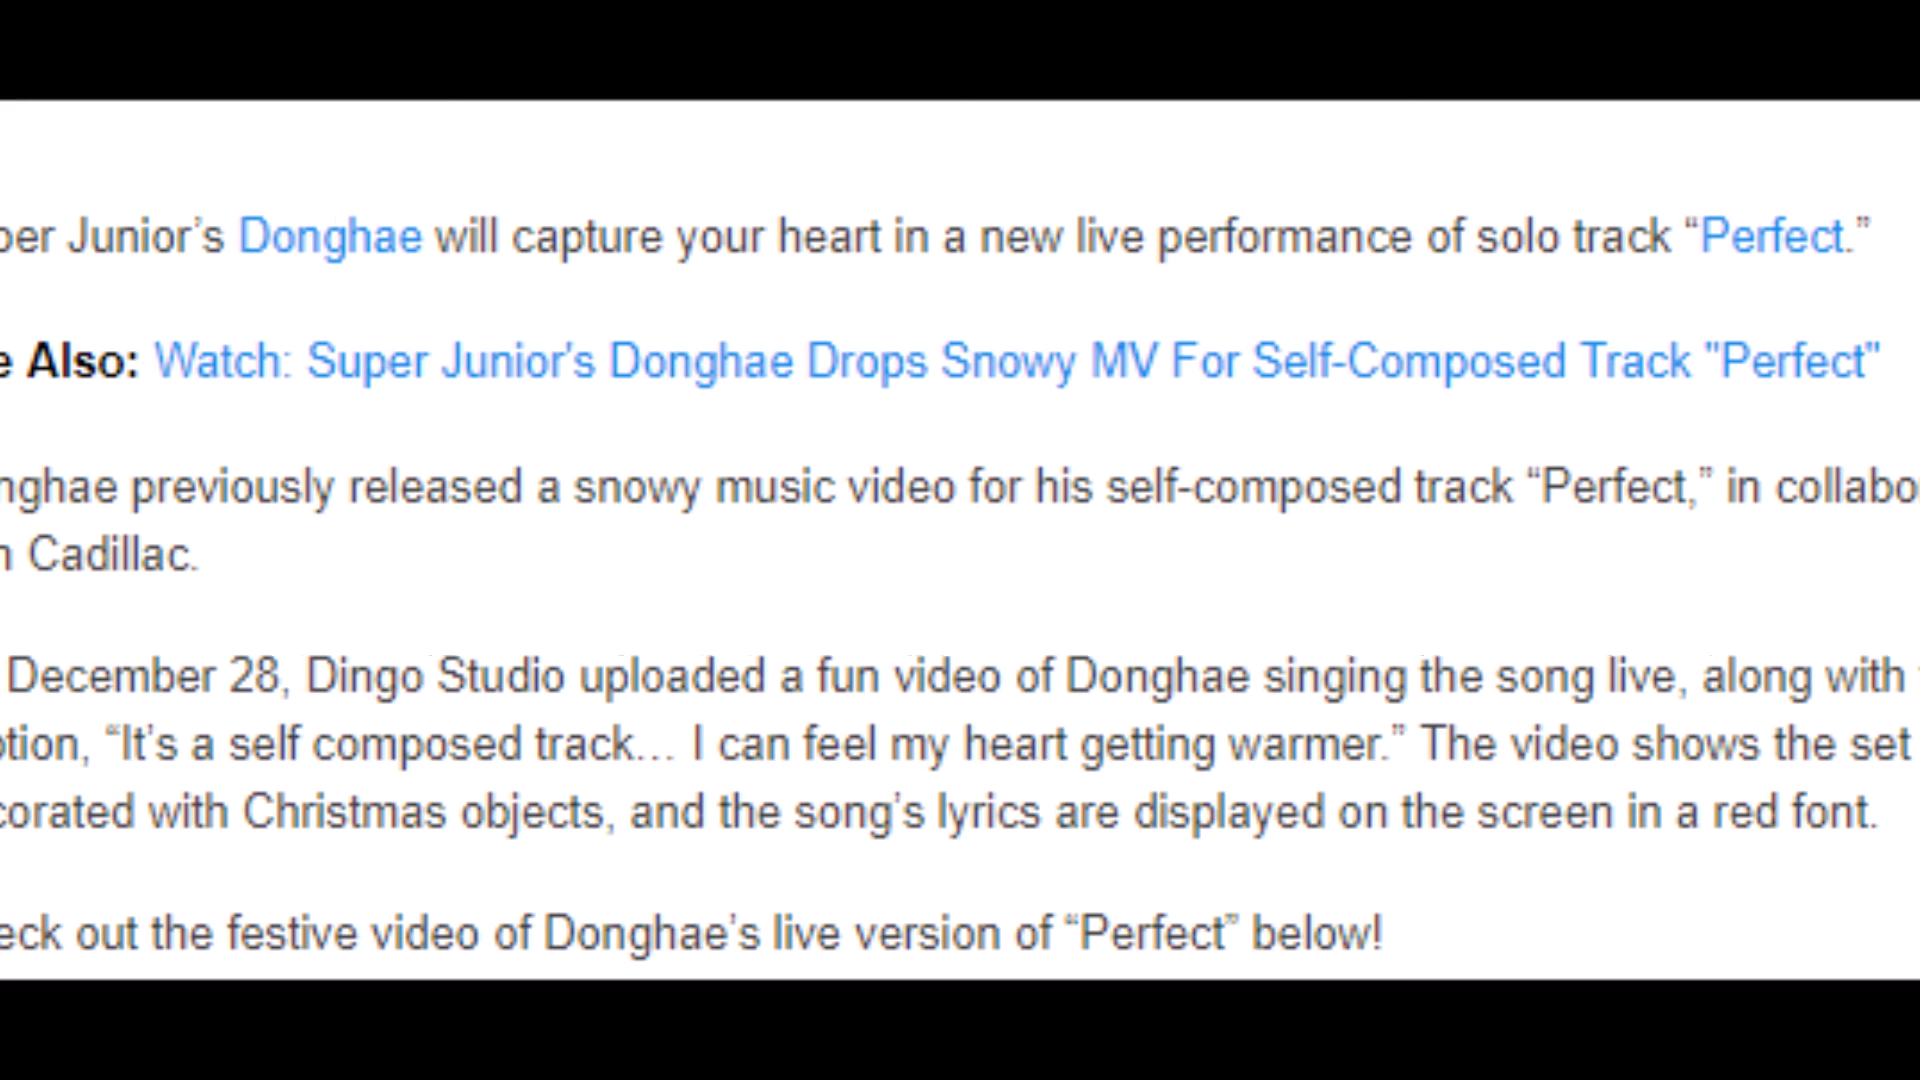 per Junior’s Donghae will capture your heart in a new live performance of solo track “Perfect.”
e Also: Watch: Super Junior's Donghae Drops Snowy MV For Self-Composed Track "Perfect"
nghae previously released a snowy music video for his self-composed track “Perfect,” in collabo
h Cadillac.
December 28, Dingo Studio uploaded a fun video of Donghae singing the song live, along with
otion, “It’s a self composed track… I can feel my heart getting warmer.” The video shows the set
corated with Christmas objects, and the song’s lyrics are displayed on the screen in a red font.
eck out the festive video of Donghae’s live version of “Perfect” below!